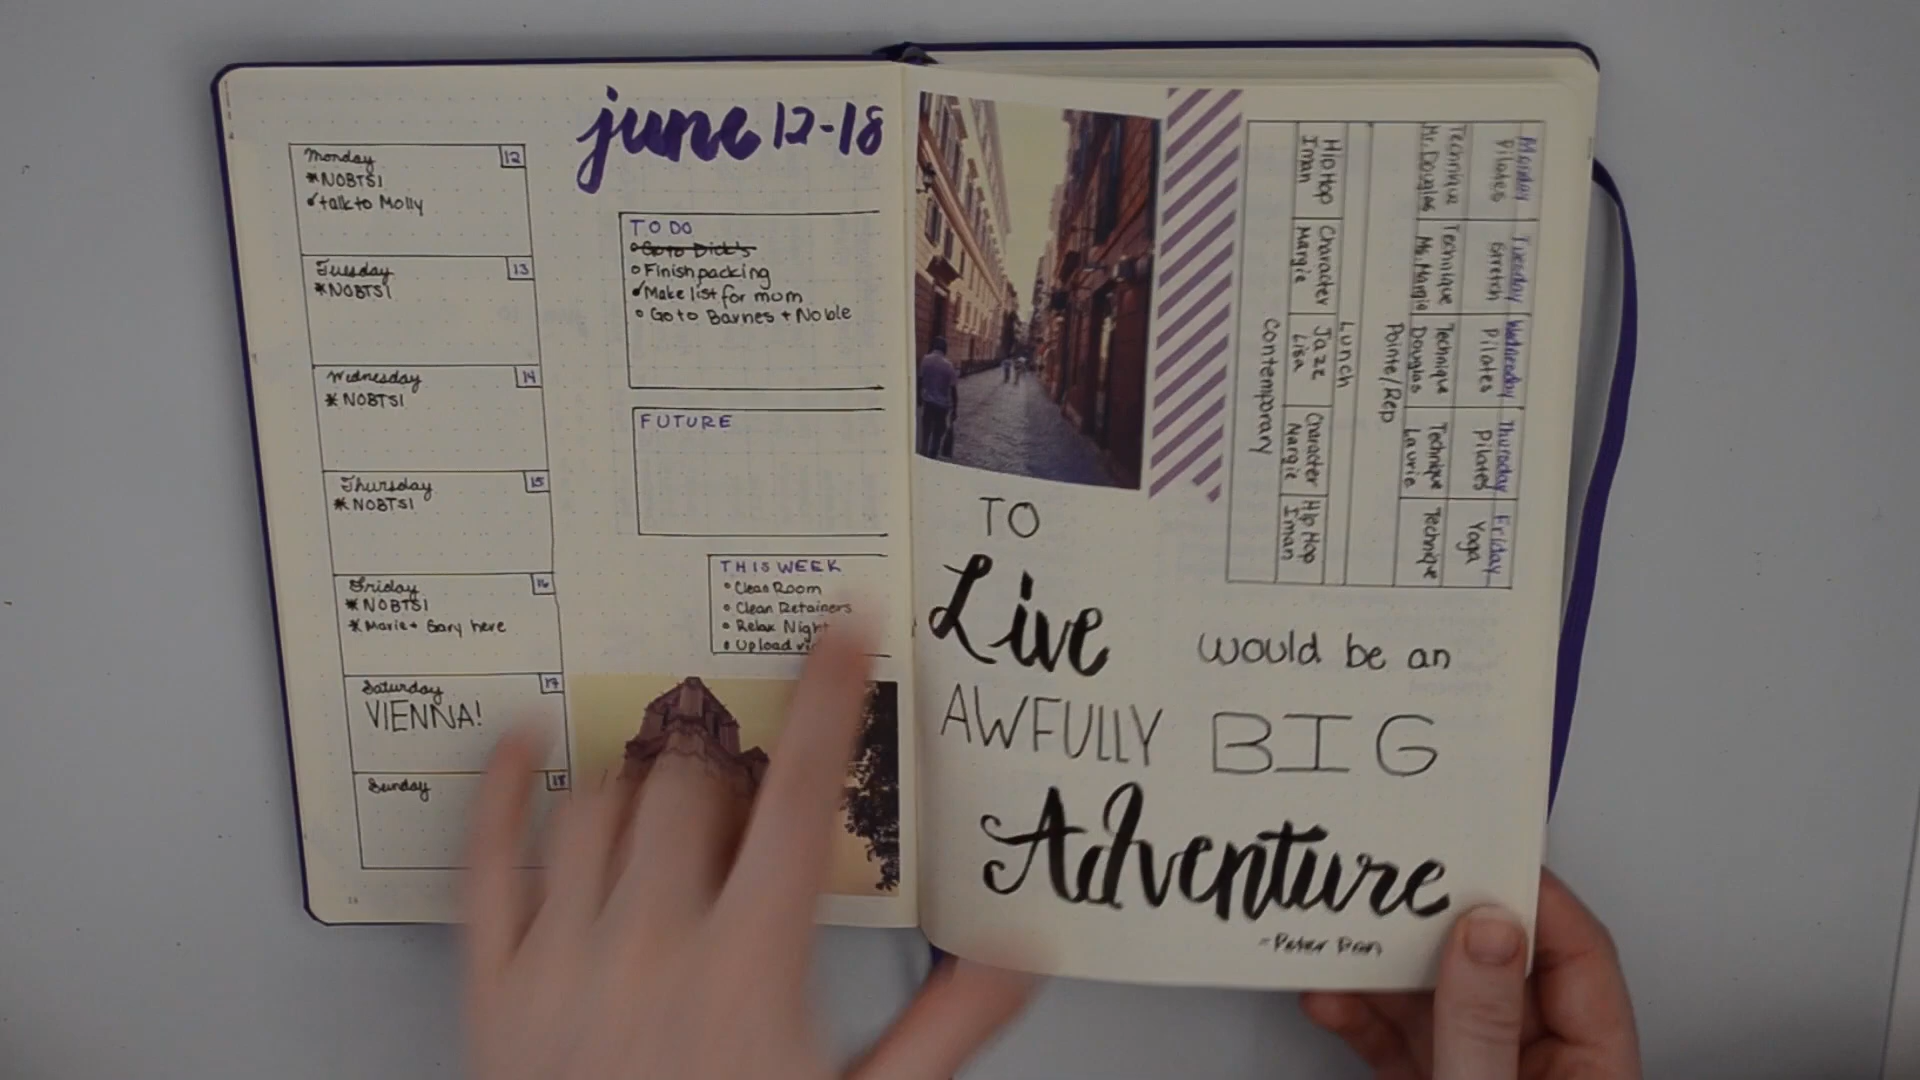 june 12-18
Monday 12
*NOBTSI
✓talk to Molly
Tuesday 13
*NOBTSI
Wednesday 14
*NOBTSI
Thursday 15
*NOBTSI
Friday 16
*NOBTSI
*Marie + Gary here
Saturday 17
VIENNA!
Sunday 18
TO DO
Go to Dick's
Finish packing
✓Make list for mom
Go to Barnes + Noble
FUTURE
THIS WEEK
Clean Room
Clean Retainers
Relax Night
Upload
Monday Tuesday Wednesday Thursday Friday
Pilates Stretch Pilates Pilates Yoga
Technique Technique Technique Technique Technique
Mr. Douglas Ms. Margie Douglas Laurie
Pointe/Rep
Lunch
Hip Hop Character Jazz Character Hip Hop
Iman Margie Lisa Margie Iman
Contemporary
TO
Live
would be an
AWFULLY BIG
Adventure
-Peter Pan